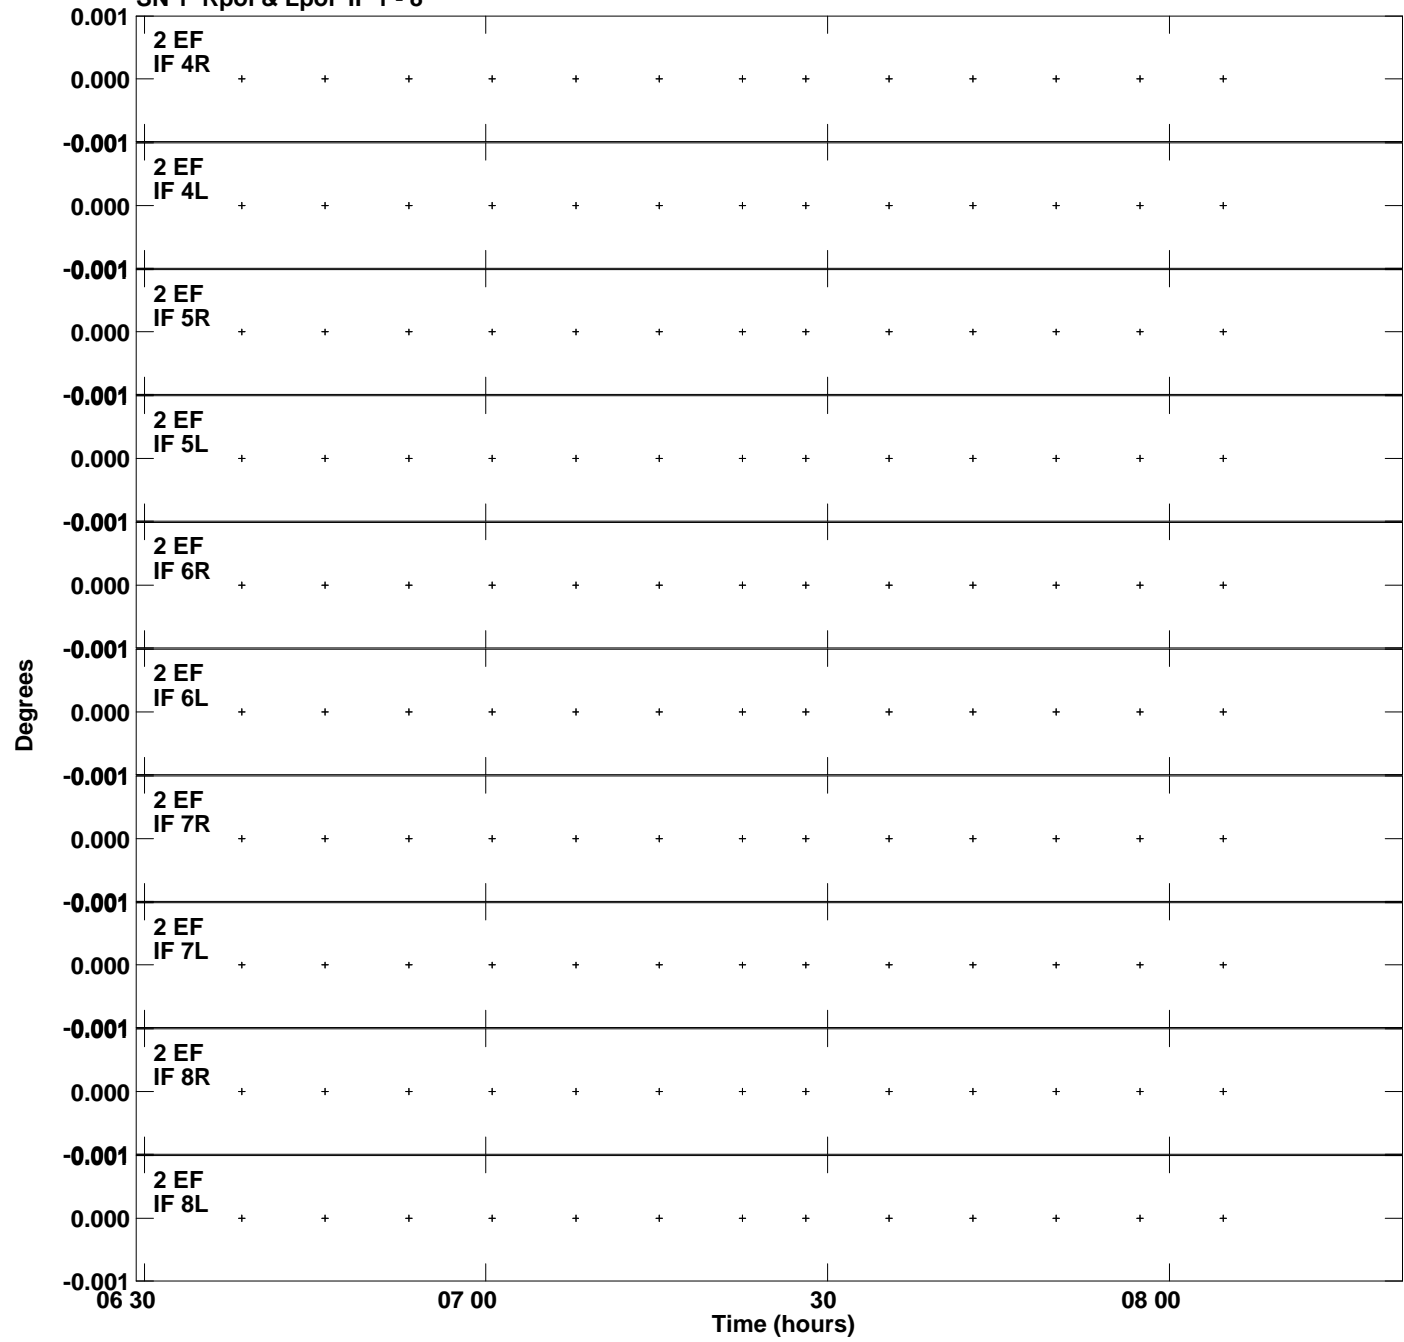 SN 1 Rpol & Lpol IF 1 - 8
0.001
2 EF
IF 4R
0.000
-0.001
2 EF
IF 4L
0.000
-0.001
2 EF
IF 5R
0.000
-0.001
2 EF
IF 5L
0.000
-0.001
2 EF
IF 6R
0.000
-0.001
2 EF
IF 6L
0.000
-0.001
2 EF
IF 7R
0.000
-0.001
2 EF
IF 7L
0.000
-0.001
2 EF
IF 8R
0.000
-0.001
2 EF
IF 8L
0.000
-0.001
Degrees
06 30 07 00 30 08 00
Time (hours)